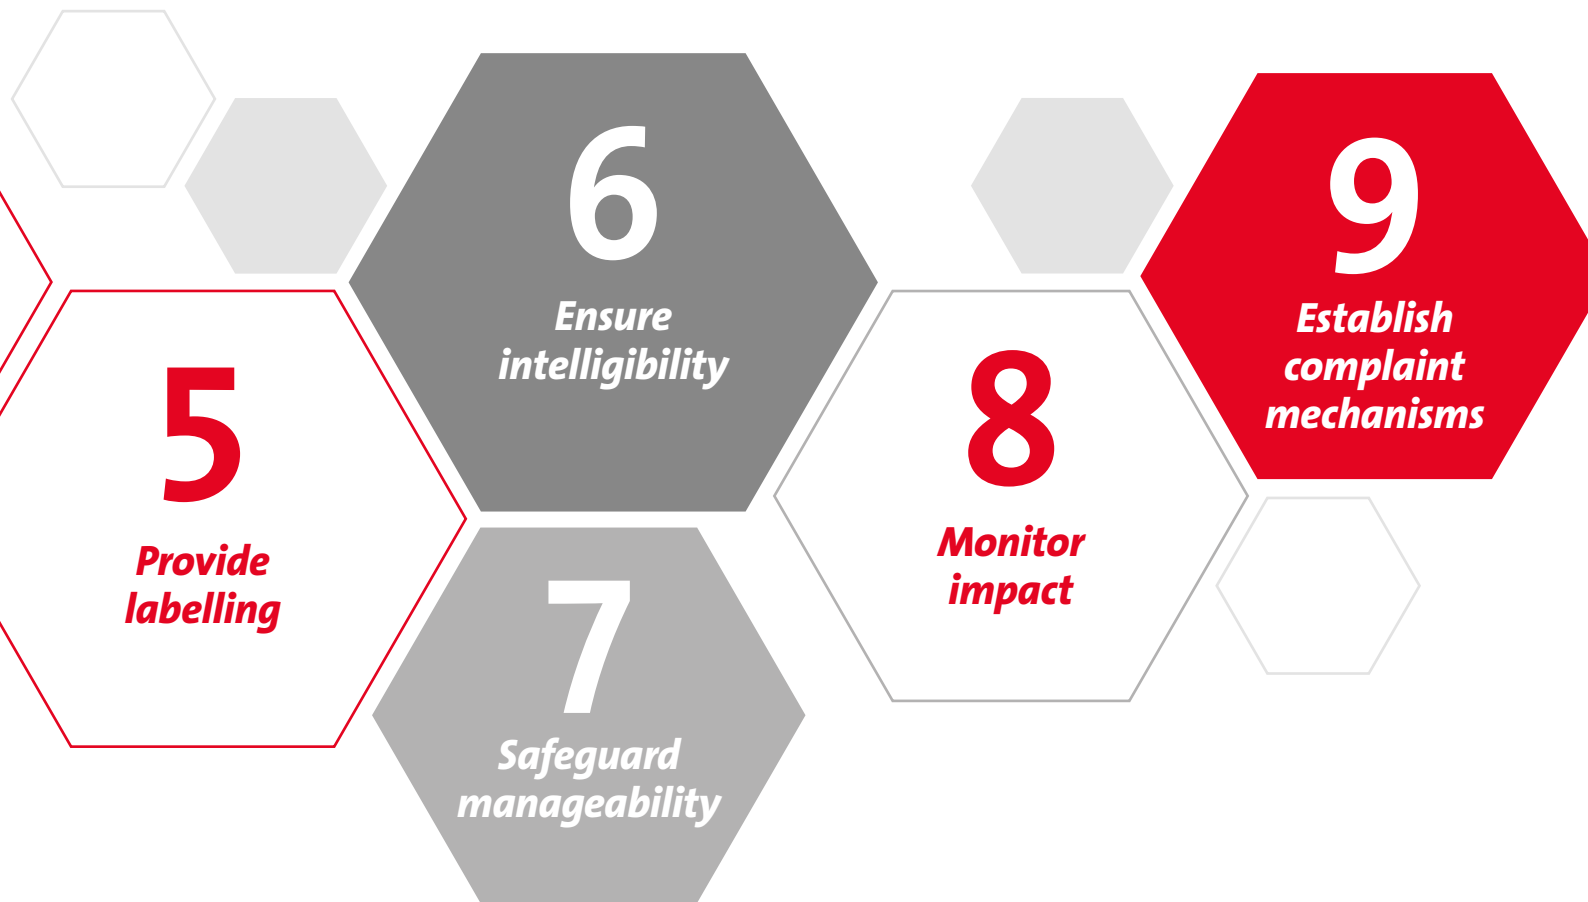 5
Provide
labelling
6
Ensure
intelligibility
7
Safeguard
manageability
8
Monitor
impact
9
Establish
complaint
mechanisms